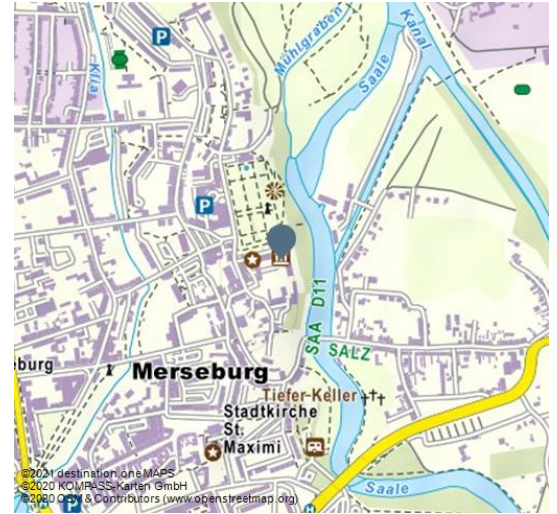 P
Klia
Mühlgraben
Saale
Kanal
P
SAA D11
SALZ
eburg
Merseburg
Tiefer-Keller
Stadtkirche
St.
Maximi
Saale
P
H
H
©2021 destination.one MAPS
©2020 KOMPASS-Karten GmbH
©2020 OSM & Contributors (www.openstreetmap.org)